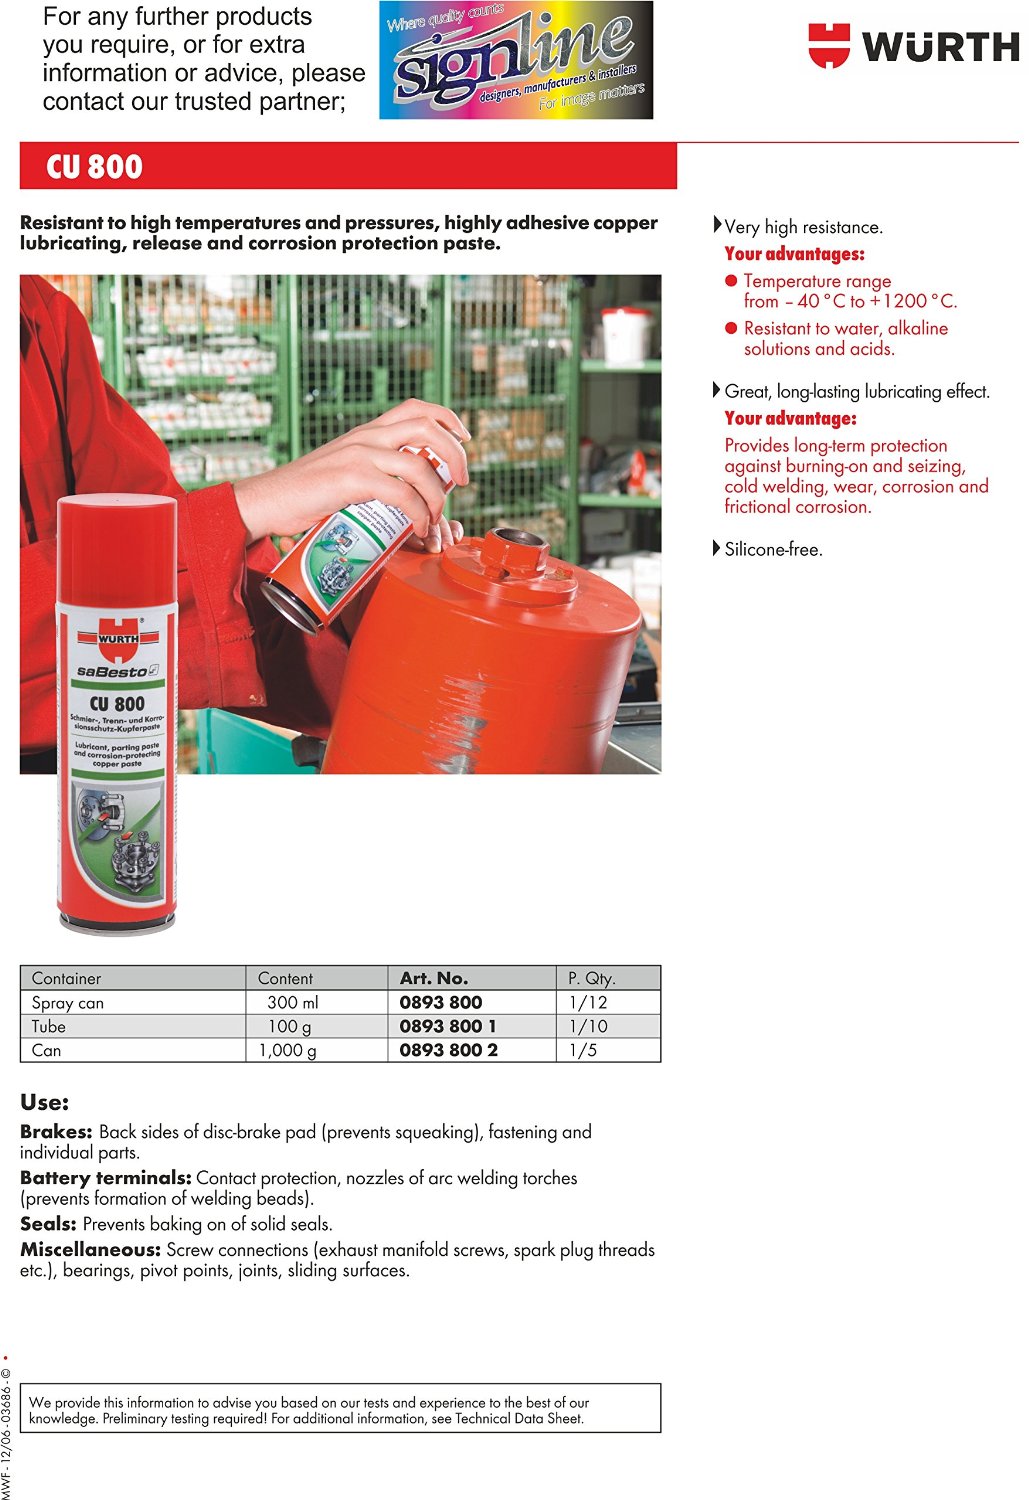 For any further products
you require, or for extra
information or advice, please
contact our trusted partner;
Where quality counts
signline
designers, manufacturers & installers
For image matters
WÜRTH
CU 800
Resistant to high temperatures and pressures, highly adhesive copper
lubricating, release and corrosion protection paste.
Very high resistance.
Your advantages:
Temperature range
from – 40 °C to +1200 °C.
Resistant to water, alkaline
solutions and acids.
Great, long-lasting lubricating effect.
Your advantage:
Provides long-term protection
against burning-on and seizing,
cold welding, wear, corrosion and
frictional corrosion.
Silicone-free.
WÜRTH
saBesto
CU 800
Schmier-, Trenn- und Korro-
sionsschutz-Kupferpaste
Lubricant, parting paste
and corrosion-protecting
copper paste
Container Content Art. No. P. Qty.
Spray can 300 ml 0893 800 1/12
Tube 100 g 0893 800 1 1/10
Can 1,000 g 0893 800 2 1/5
Use:
Brakes: Back sides of disc-brake pad (prevents squeaking), fastening and
individual parts.
Battery terminals: Contact protection, nozzles of arc welding torches
(prevents formation of welding beads).
Seals: Prevents baking on of solid seals.
Miscellaneous: Screw connections (exhaust manifold screws, spark plug threads
etc.), bearings, pivot points, joints, sliding surfaces.
We provide this information to advise you based on our tests and experience to the best of our
knowledge. Preliminary testing required! For additional information, see Technical Data Sheet.
MWF - 12/06 - 03686 - ©